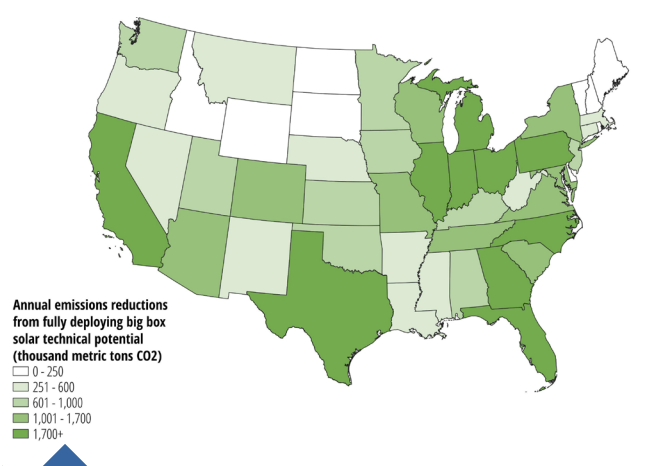 Annual emissions reductions
from fully deploying big box
solar technical potential
(thousand metric tons CO2)
0 - 250
251 - 600
601 - 1,000
1,001 - 1,700
1,700+